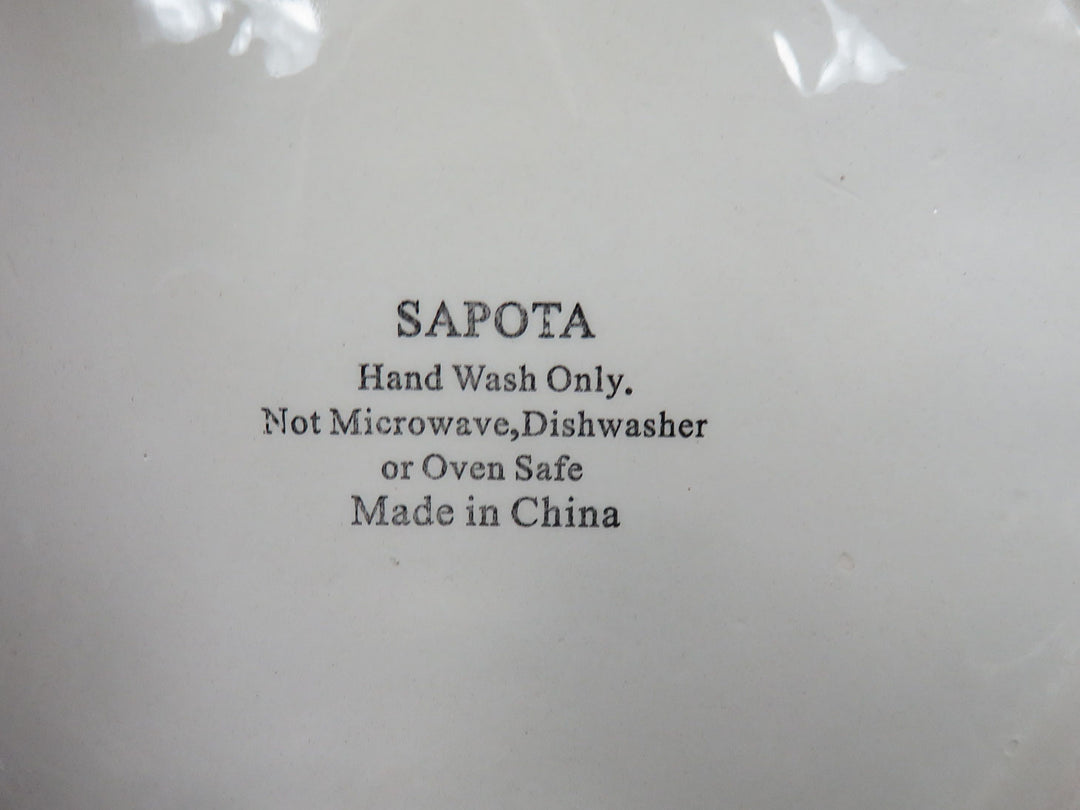 SAPOTA
Hand Wash Only.
Not Microwave,Dishwasher
or Oven Safe
Made in China